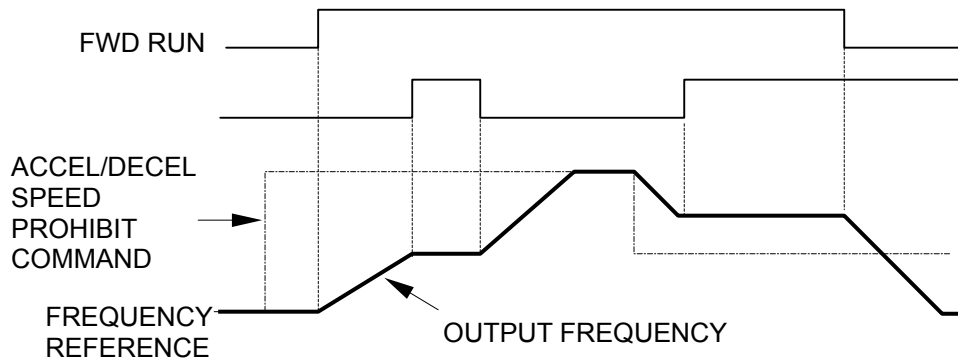 FWD RUN
ACCEL/DECEL
SPEED
PROHIBIT
COMMAND
FREQUENCY
REFERENCE
OUTPUT FREQUENCY